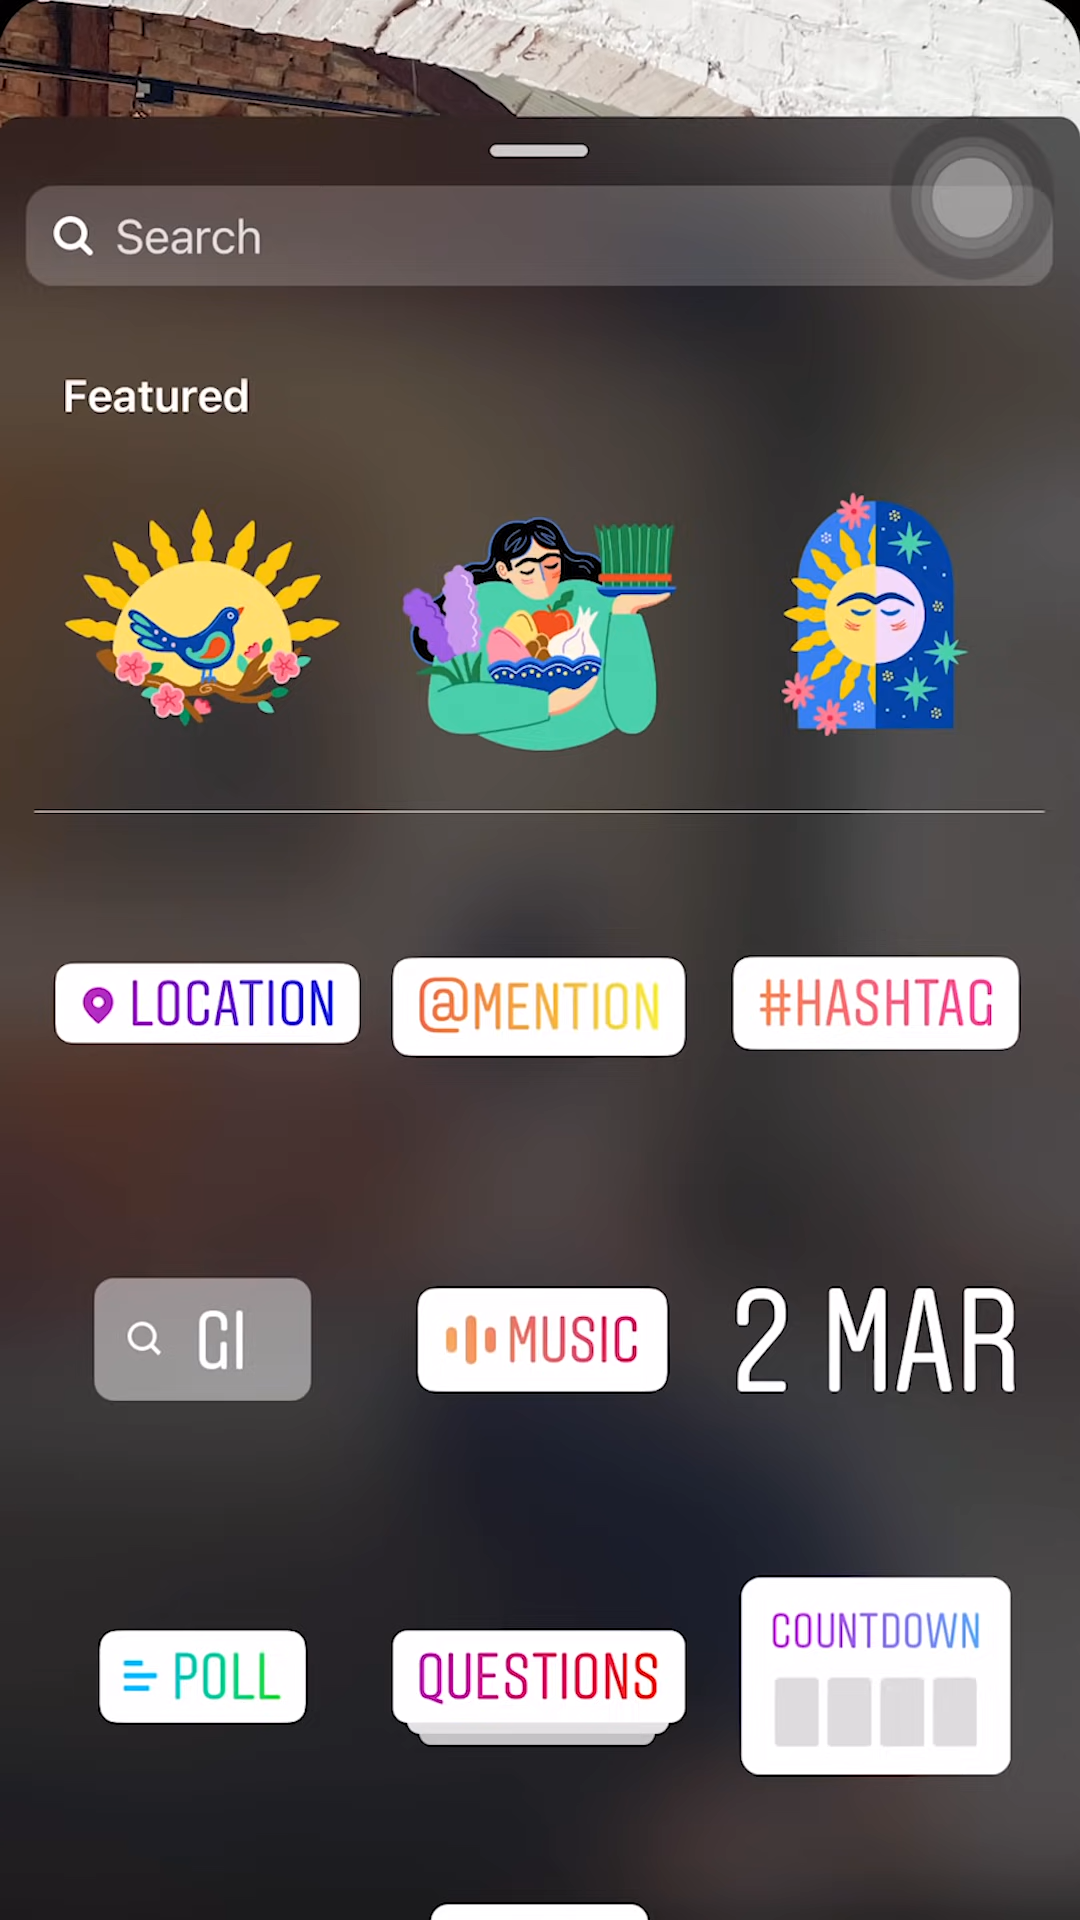 Search
Featured
LOCATION
@MENTION
#HASHTAG
GI
MUSIC
2 MAR
POLL
QUESTIONS
COUNTDOWN